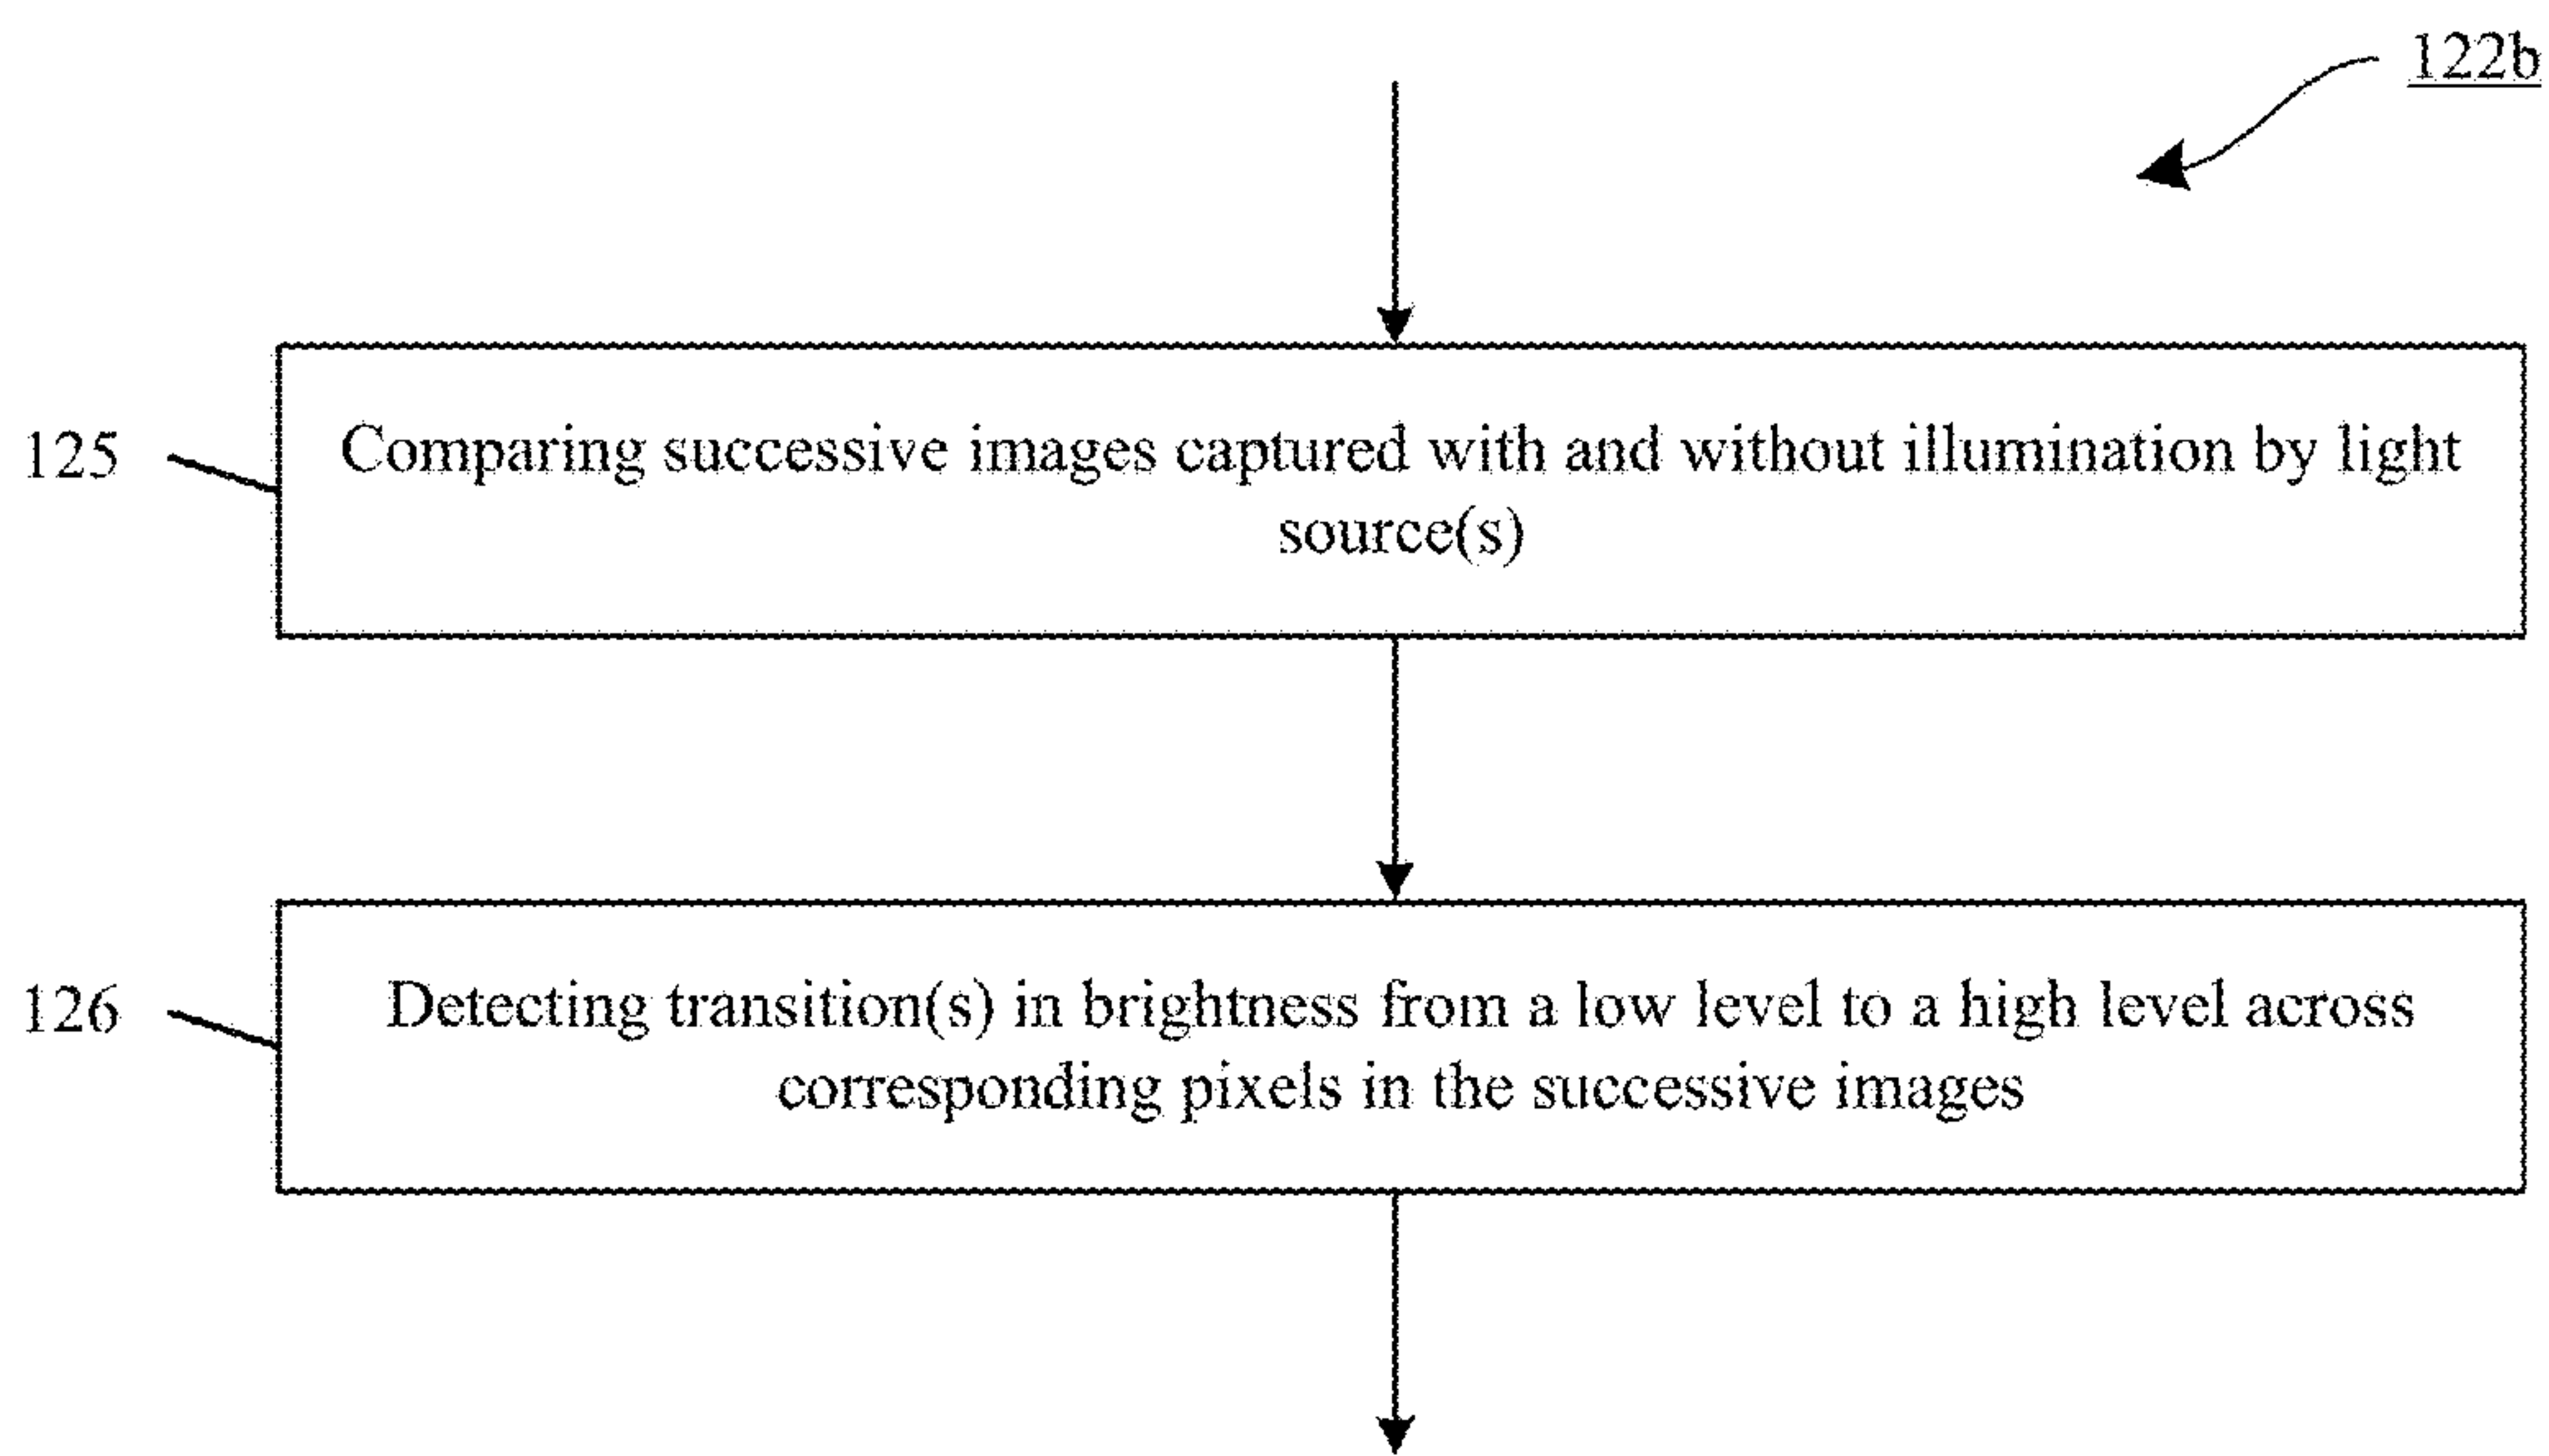 122b
125
Comparing successive images captured with and without illumination by light
source(s)
126
Detecting transition(s) in brightness from a low level to a high level across
corresponding pixels in the successive images